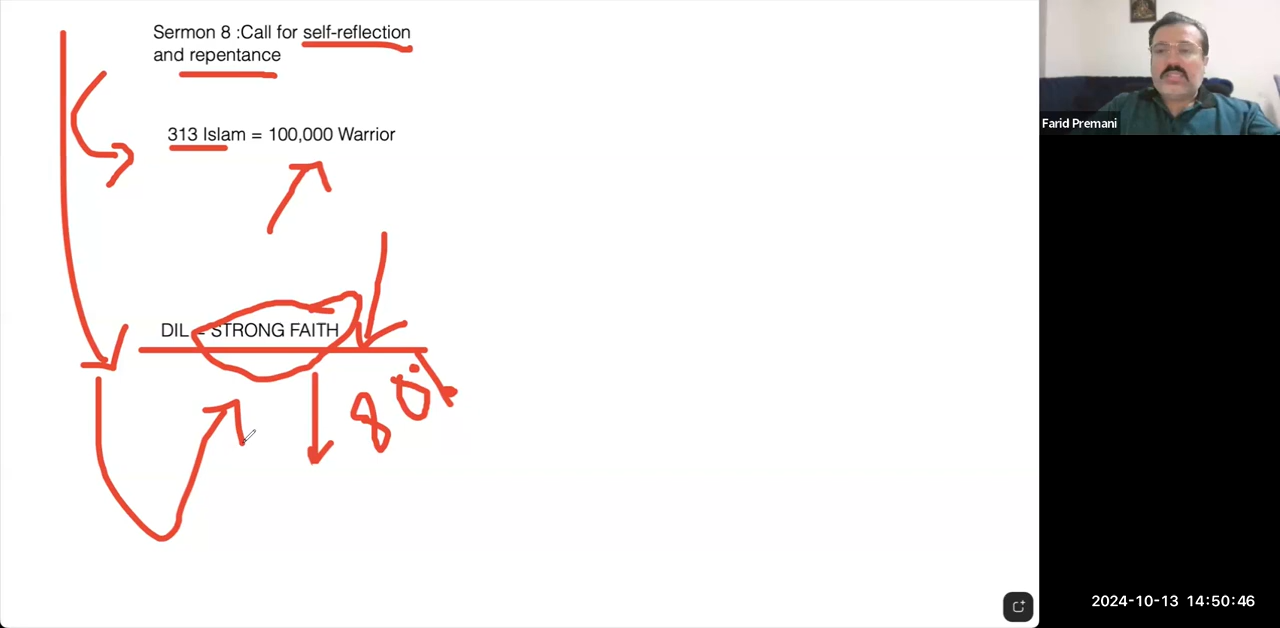 Sermon 8 :Call for self-reflection
and repentance
313 Islam = 100,000 Warrior
DIL = STRONG FAITH
80%
Farid Premani
2024-10-13 14:50:46